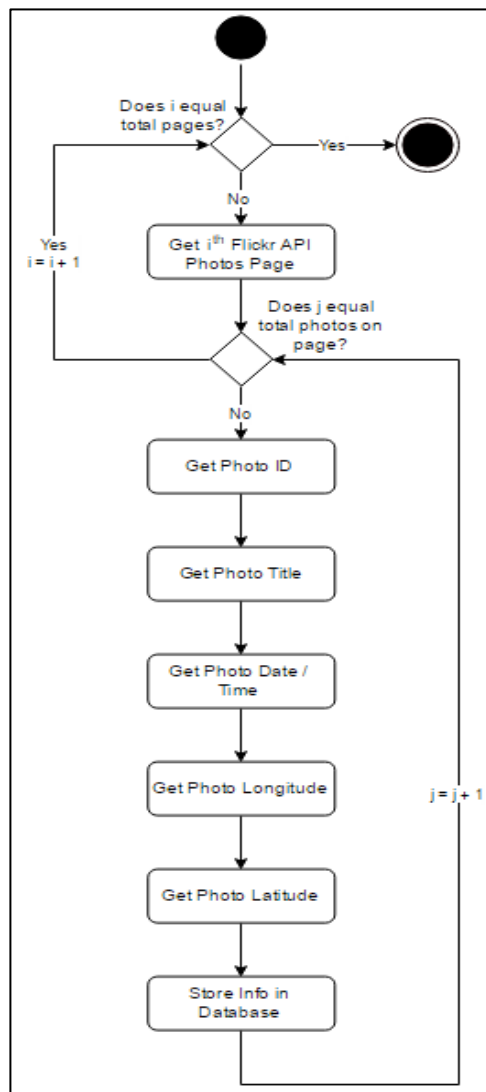 Does i equal
total pages?
Yes
No
Yes
i = i + 1
Get iᵗʰ Flickr API
Photos Page
Does j equal
total photos on
page?
No
Get Photo ID
Get Photo Title
Get Photo Date /
Time
Get Photo Longitude
j = j + 1
Get Photo Latitude
Store Info in
Database